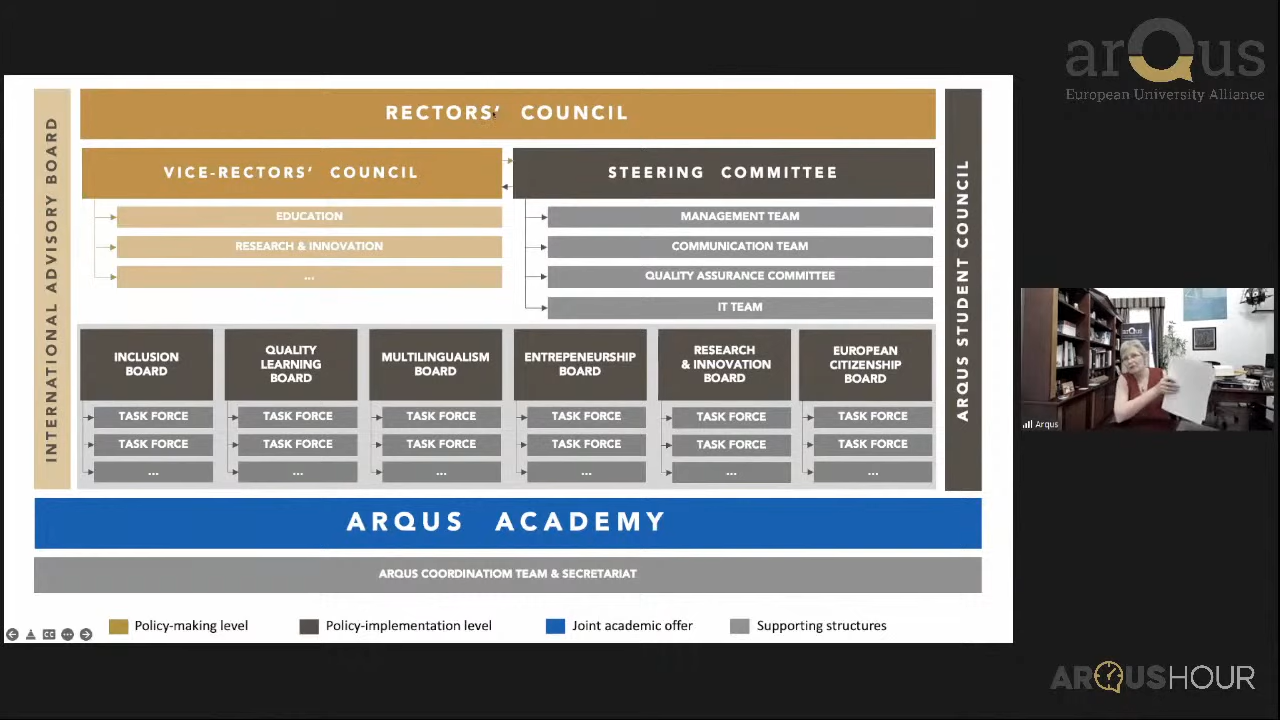 arQus
European University Alliance
RECTORS' COUNCIL
INTERNATIONAL ADVISORY BOARD
VICE-RECTORS' COUNCIL
STEERING COMMITTEE
ARQUS STUDENT COUNCIL
EDUCATION
MANAGEMENT TEAM
RESEARCH & INNOVATION
COMMUNICATION TEAM
...
QUALITY ASSURANCE COMMITTEE
IT TEAM
INCLUSION
BOARD
QUALITY
LEARNING
BOARD
MULTILINGUALISM
BOARD
ENTREPENEURSHIP
BOARD
RESEARCH
& INNOVATION
BOARD
EUROPEAN
CITIZENSHIP
BOARD
TASK FORCE
TASK FORCE
TASK FORCE
TASK FORCE
TASK FORCE
TASK FORCE
TASK FORCE
TASK FORCE
TASK FORCE
TASK FORCE
TASK FORCE
TASK FORCE
...
...
...
...
...
...
ARQUS ACADEMY
ARQUS COORDINATIOM TEAM & SECRETARIAT
Policy-making level
Policy-implementation level
Joint academic offer
Supporting structures
CC
Arqus
ARQUSHOUR